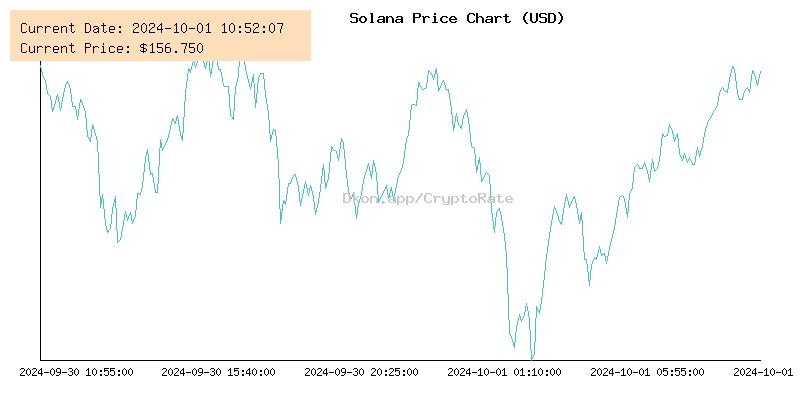 Solana Price Chart (USD)
Current Date: 2024-10-01 10:52:07
Current Price: $156.750
Dkon.app/CryptoRate
2024-09-30 10:55:00 2024-09-30 15:40:00 2024-09-30 20:25:00 2024-10-01 01:10:00 2024-10-01 05:55:00 2024-10-01